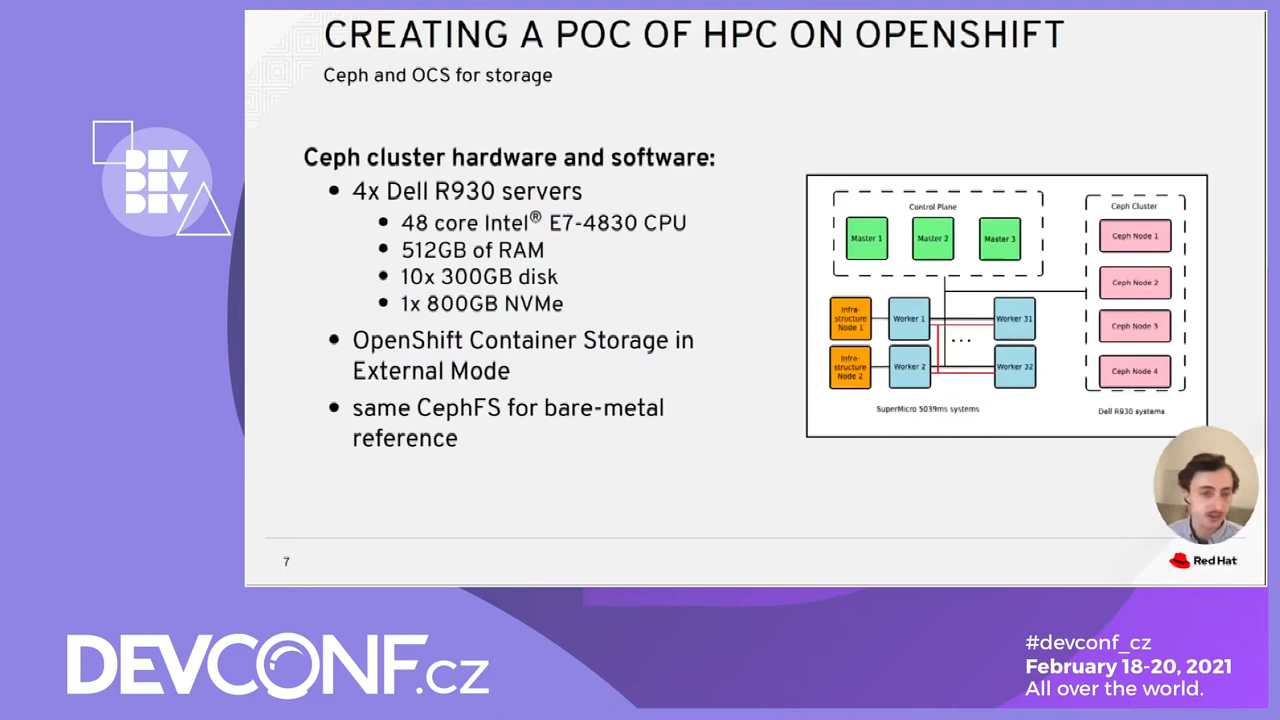 CREATING A POC OF HPC ON OPENSHIFT
Ceph and OCS for storage
Ceph cluster hardware and software:
4x Dell R930 servers
48 core Intel® E7-4830 CPU
512GB of RAM
10x 300GB disk
1x 800GB NVMe
OpenShift Container Storage in
External Mode
same CephFS for bare-metal
reference
Control Plane
Master 1
Master 2
Master 3
Infra-
structure
Node 1
Worker 1
Worker 31
Infra-
structure
Node 2
Worker 2
Worker 32
...
SuperMicro 5039ms systems
Ceph Cluster
Ceph Node 1
Ceph Node 2
Ceph Node 3
Ceph Node 4
Dell R930 systems
7
Red Hat
DEV
DEV
DEV
DEVCONF.cz
#devconf_cz
February 18-20, 2021
All over the world.